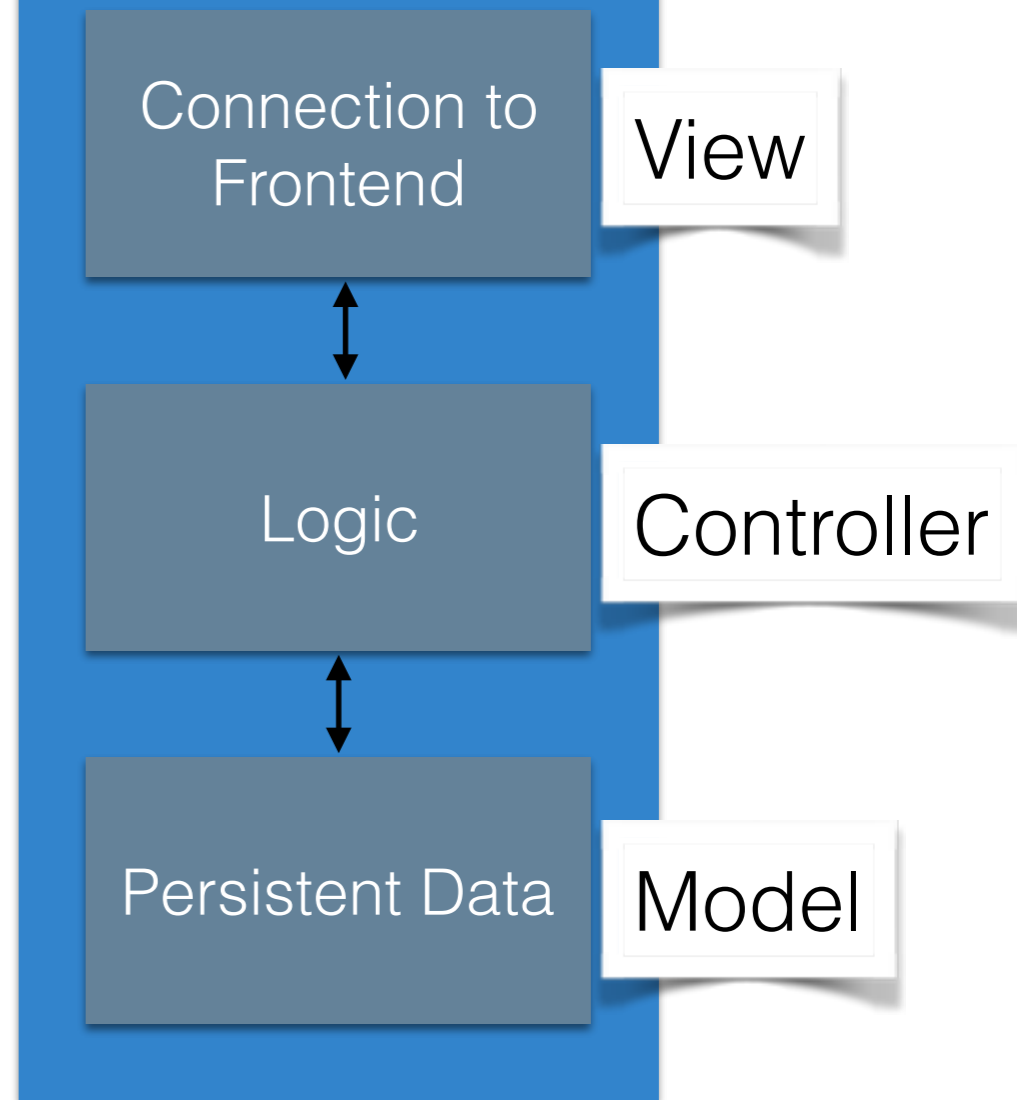 Connection to
Frontend
View
Logic
Controller
Persistent Data
Model